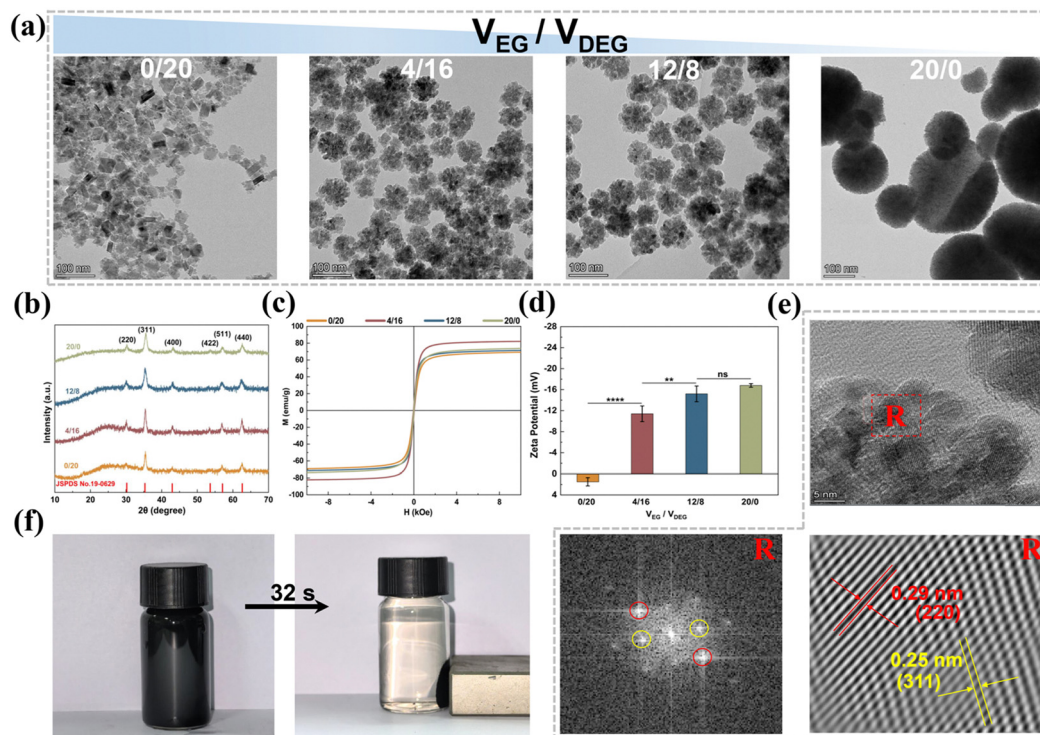 (a)
V_EG / V_DEG
0/20
4/16
12/8
20/0
100 nm
100 nm
100 nm
100 nm
(b)
Intensity (a.u.)
20/0
12/8
4/16
0/20
(220)
(311)
(400)
(422)
(511)
(440)
JSPDS No.19-0629
10 20 30 40 50 60 70
2θ (degree)
(c)
0/20 4/16 12/8 20/0
M (emu/g)
100
80
60
40
20
0
-20
-40
-60
-80
-100
-8 -4 0 4 8
H (kOe)
(d)
Zeta Potential (mV)
-28
-24
-20
-16
-12
-8
-4
0
4
8
****
**
ns
0/20 4/16 12/8 20/0
V_EG / V_DEG
(e)
R
5 nm
(f)
32 s
R
R
0.29 nm
(220)
0.25 nm
(311)